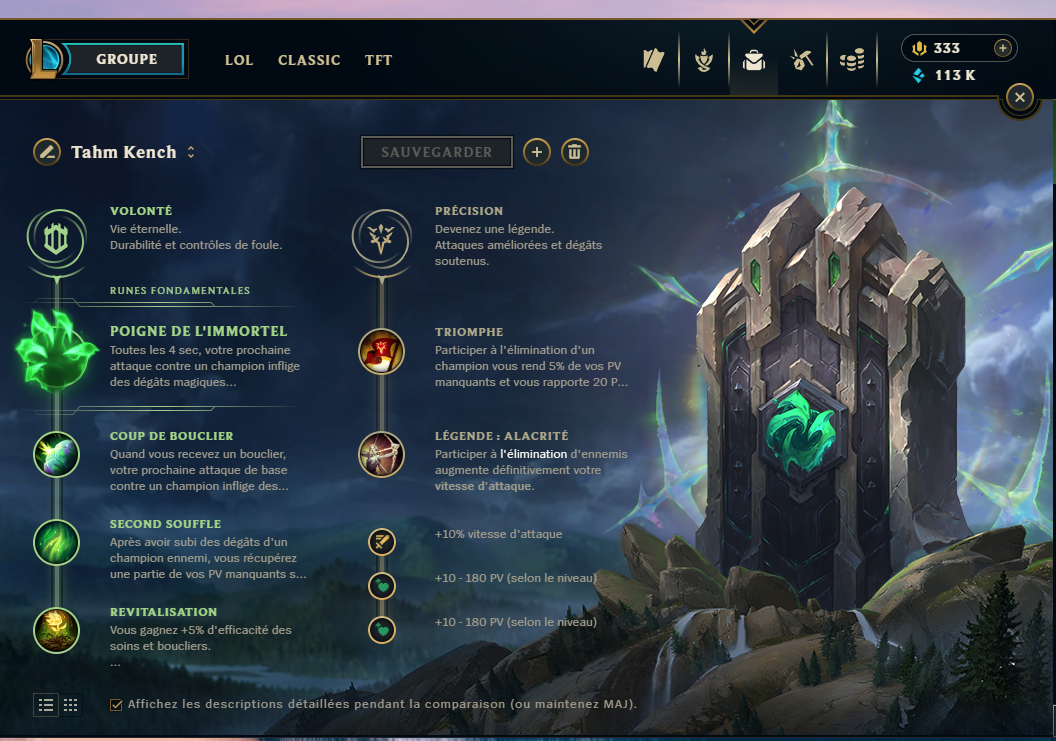 GROUPE
LOL
CLASSIC
TFT
333
113 K
Tahm Kench
SAUVEGARDER
VOLONTÉ
Vie éternelle.
Durabilité et contrôles de foule.
RUNES FONDAMENTALES
POIGNE DE L'IMMORTEL
Toutes les 4 sec, votre prochaine
attaque contre un champion inflige
des dégâts magiques...
COUP DE BOUCLIER
Quand vous recevez un bouclier,
votre prochaine attaque de base
contre un champion inflige des...
SECOND SOUFFLE
Après avoir subi des dégâts d'un
champion ennemi, vous récupérez
une partie de vos PV manquants s...
REVITALISATION
Vous gagnez +5% d'efficacité des
soins et boucliers.
...
PRÉCISION
Devenez une légende.
Attaques améliorées et dégâts
soutenus.
TRIOMPHE
Participer à l'élimination d'un
champion vous rend 5% de vos PV
manquants et vous rapporte 20 P...
LÉGENDE : ALACRITÉ
Participer à l'élimination d'ennemis
augmente définitivement votre
vitesse d'attaque.
+10% vitesse d'attaque
+10 - 180 PV (selon le niveau)
+10 - 180 PV (selon le niveau)
Affichez les descriptions détaillées pendant la comparaison (ou maintenez MAJ).